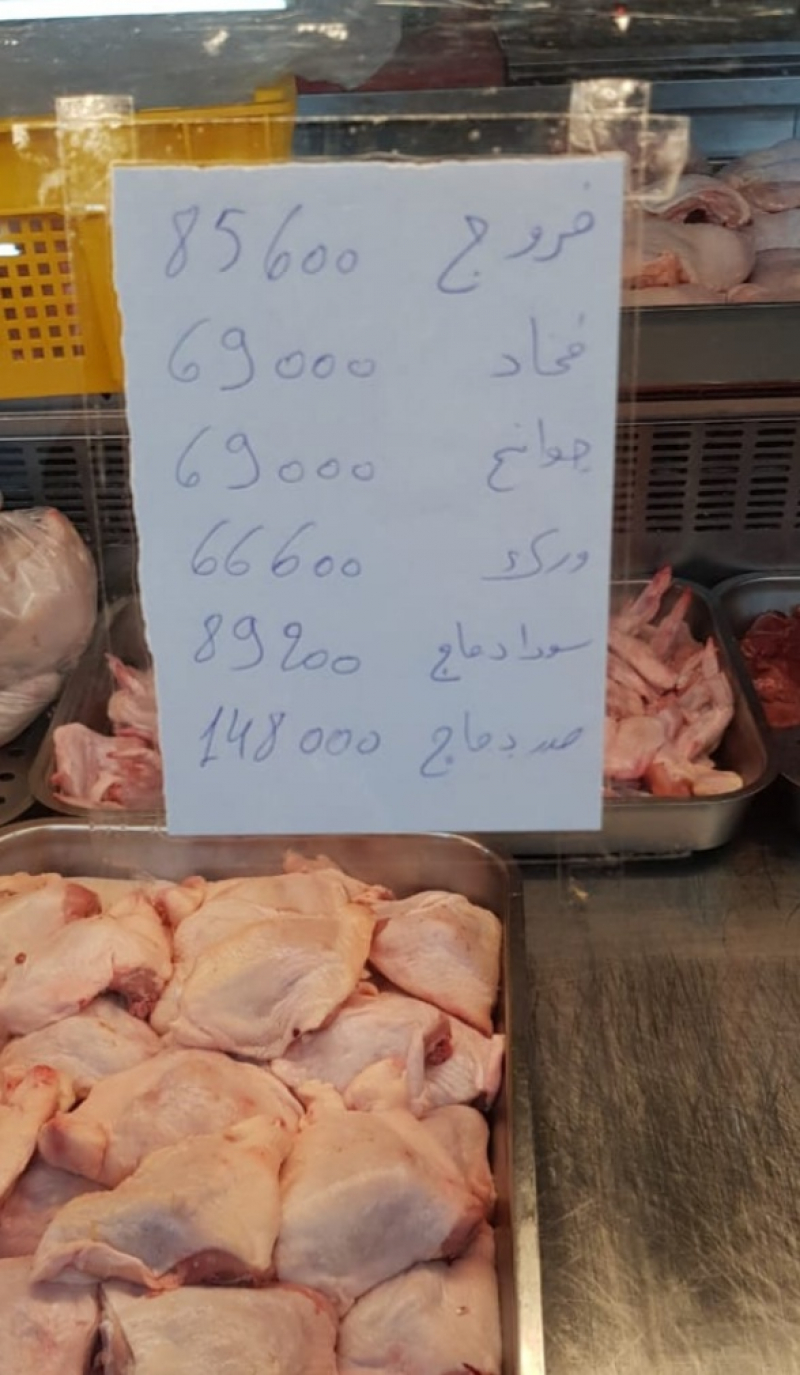 فروج 85600
فخاد 69000
جوانح 69000
ورك 66600
سودا دجاج 89200
صدر دجاج 148000